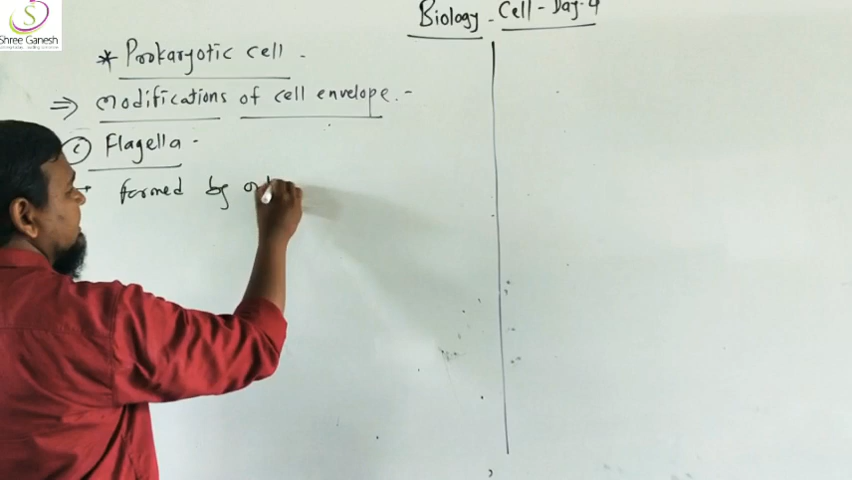 S
Shree Ganesh
Biology - Cell - Day-4
* Prokaryotic cell -
⇒ Modifications of cell envelope. -
(c) Flagella -
→ formed by